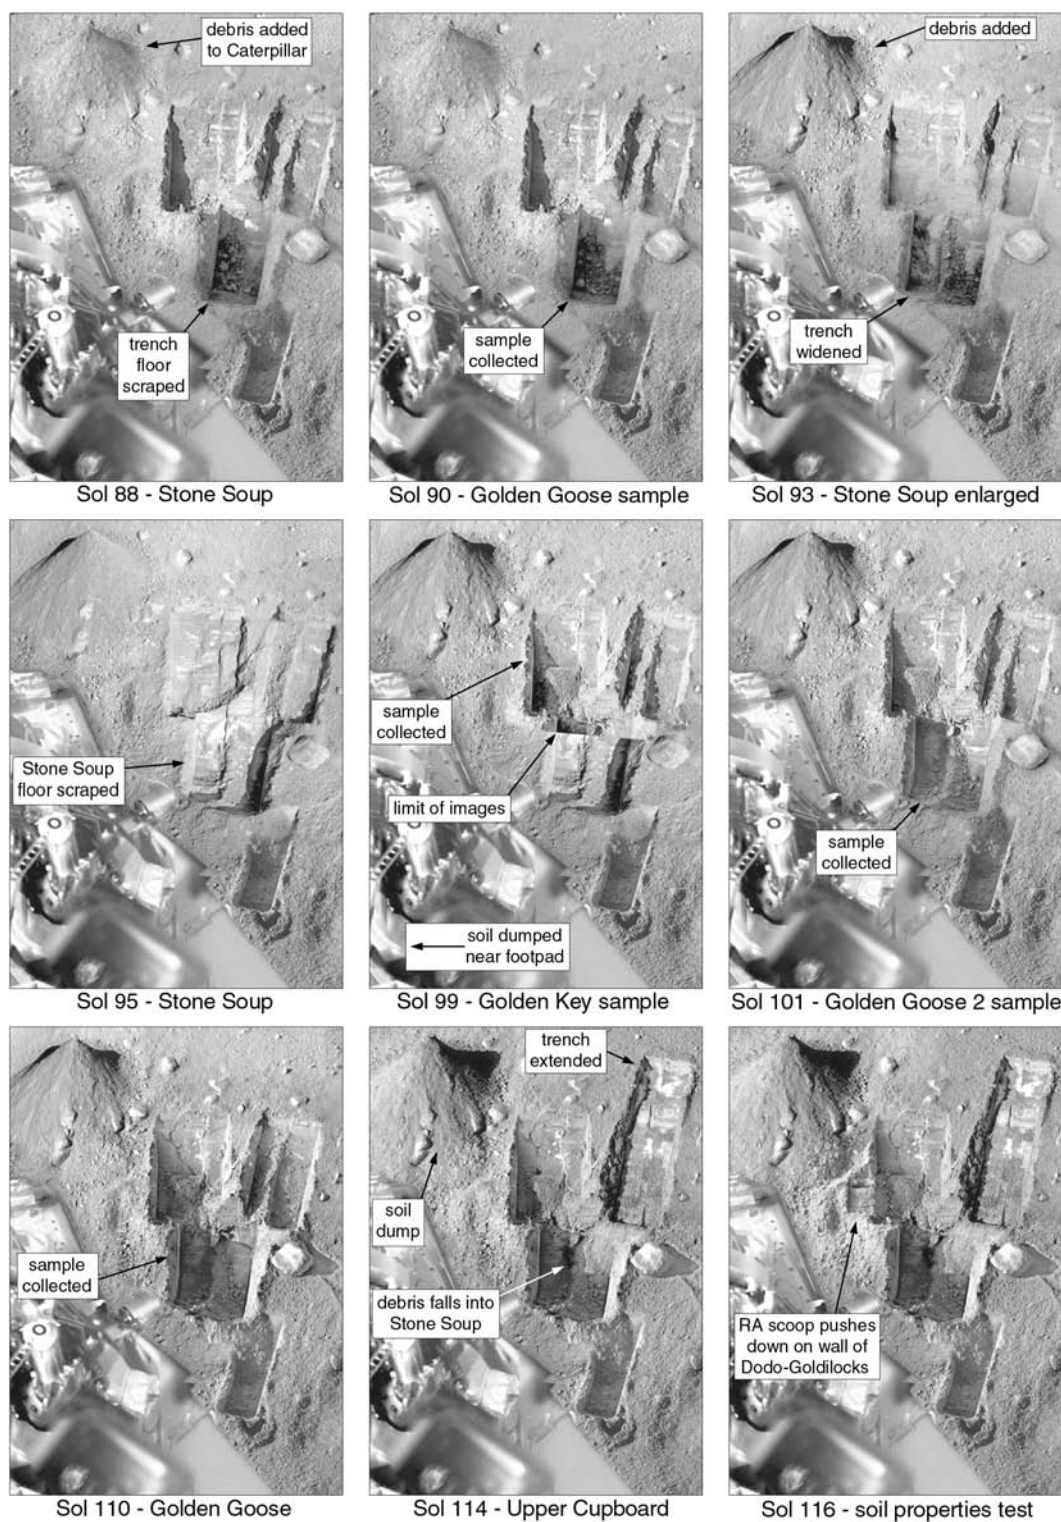 debris added
to Caterpillar
trench
floor
scraped
Sol 88 - Stone Soup
sample
collected
Sol 90 - Golden Goose sample
debris added
trench
widened
Sol 93 - Stone Soup enlarged
Stone Soup
floor scraped
Sol 95 - Stone Soup
sample
collected
limit of images
soil dumped
near footpad
Sol 99 - Golden Key sample
sample
collected
Sol 101 - Golden Goose 2 sample
sample
collected
Sol 110 - Golden Goose
trench
extended
soil
dump
debris falls into
Stone Soup
Sol 114 - Upper Cupboard
RA scoop pushes
down on wall of
Dodo-Goldilocks
Sol 116 - soil properties test